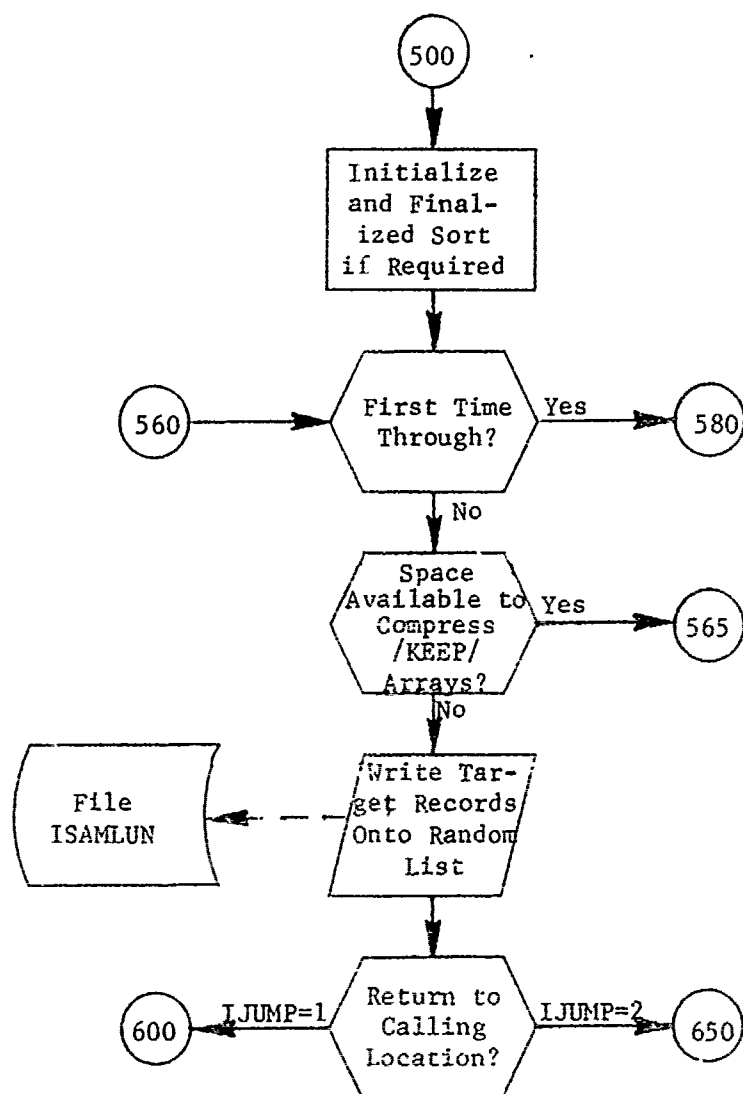 500
Initialize
and Final-
ized Sort
if Required
560
First Time
Through?
Yes
580
No
Space
Available to
Compress
/KEEP/
Arrays?
Yes
565
No
File
ISAMLUN
Write Tar-
get Records
Onto Random
List
600
IJUMP=1
Return to
Calling
Location?
IJUMP=2
650